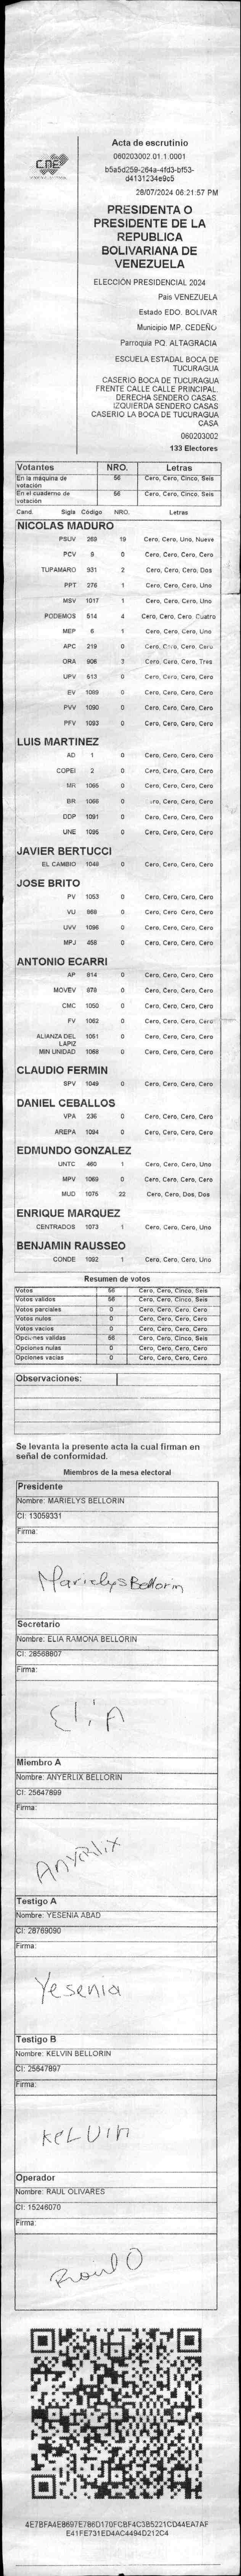 CNE
Acta de escrutinio
060203002.01.1.0001
b5a5d259-264a-4fd3-bf53-
d4131234e9c5
28/07/2024 06:21:57 PM
PRESIDENTA O
PRESIDENTE DE LA
REPUBLICA
BOLIVARIANA DE
VENEZUELA
ELECCIÓN PRESIDENCIAL 2024
Pais VENEZUELA
Estado EDO. BOLIVAR
Municipio MP. CEDEÑO
Parroquia PQ. ALTAGRACIA
ESCUELA ESTADAL BOCA DE
TUCURAGUA
CASERIO BOCA DE TUCURAGUA
FRENTE CALLE CALLE PRINCIPAL.
DERECHA SENDERO CASAS.
IZQUIERDA SENDERO CASAS
CASERIO LA BOCA DE TUCURAGUA
CASA
060203002
133 Electores
Votantes NRO. Letras
En la máquina de votación 56 Cero, Cero, Cinco, Seis
En el cuaderno de votación 56 Cero, Cero, Cinco, Seis
Cand. Sigla Código NRO. Letras
NICOLAS MADURO
PSUV 269 19 Cero, Cero, Uno, Nueve
PCV 9 0 Cero, Cero, Cero, Cero
TUPAMARO 931 2 Cero, Cero, Cero, Dos
PPT 276 1 Cero, Cero, Cero, Uno
MSV 1017 1 Cero, Cero, Cero, Uno
PODEMOS 514 4 Cero, Cero, Cero, Cuatro
MEP 6 1 Cero, Cero, Cero, Uno
APC 219 0 Cero, Cero, Cero, Cero
ORA 906 3 Cero, Cero, Cero, Tres
UPV 613 0 Cero, Cero, Cero, Cero
EV 1089 0 Cero, Cero, Cero, Cero
PVV 1090 0 Cero, Cero, Cero, Cero
PFV 1093 0 Cero, Cero, Cero, Cero
LUIS MARTINEZ
AD 1 0 Cero, Cero, Cero, Cero
COPEI 2 0 Cero, Cero, Cero, Cero
MR 1065 0 Cero, Cero, Cero, Cero
BR 1066 0 Cero, Cero, Cero, Cero
DDP 1091 0 Cero, Cero, Cero, Cero
UNE 1095 0 Cero, Cero, Cero, Cero
JAVIER BERTUCCI
EL CAMBIO 1048 0 Cero, Cero, Cero, Cero
JOSE BRITO
PV 1053 0 Cero, Cero, Cero, Cero
VU 868 0 Cero, Cero, Cero, Cero
UVV 1096 0 Cero, Cero, Cero, Cero
MPJ 458 0 Cero, Cero, Cero, Cero
ANTONIO ECARRI
AP 814 0 Cero, Cero, Cero, Cero
MOVEV 878 0 Cero, Cero, Cero, Cero
CMC 1050 0 Cero, Cero, Cero, Cero
FV 1062 0 Cero, Cero, Cero, Cero
ALIANZA DEL LAPIZ 1051 0 Cero, Cero, Cero, Cero
MIN UNIDAD 1068 0 Cero, Cero, Cero, Cero
CLAUDIO FERMIN
SPV 1049 0 Cero, Cero, Cero, Cero
DANIEL CEBALLOS
VPA 236 0 Cero, Cero, Cero, Cero
AREPA 1094 0 Cero, Cero, Cero, Cero
EDMUNDO GONZALEZ
UNTC 460 1 Cero, Cero, Cero, Uno
MPV 1069 0 Cero, Cero, Cero, Cero
MUD 1075 22 Cero, Cero, Dos, Dos
ENRIQUE MARQUEZ
CENTRADOS 1073 1 Cero, Cero, Cero, Uno
BENJAMIN RAUSSEO
CONDE 1082 1 Cero, Cero, Cero, Uno
Resumen de votos
Votos 56 Cero, Cero, Cinco, Seis
Votos validos 56 Cero, Cero, Cinco, Seis
Votos parciales 0 Cero, Cero, Cero, Cero
Votos nulos 0 Cero, Cero, Cero, Cero
Votos vacios 0 Cero, Cero, Cero, Cero
Opciones validas 56 Cero, Cero, Cinco, Seis
Opciones nulas 0 Cero, Cero, Cero, Cero
Opciones vacias 0 Cero, Cero, Cero, Cero
Observaciones:
Se levanta la presente acta la cual firman en
señal de conformidad.
Miembros de la mesa electoral
Presidente
Nombre: MARIELYS BELLORIN
CI: 13059331
Firma:
Marielys Bellorin
Secretario
Nombre: ELIA RAMONA BELLORIN
CI: 28568807
Firma:
EliA
Miembro A
Nombre: ANYERLIX BELLORIN
CI: 25647899
Firma:
Anyerlix
Testigo A
Nombre: YESENIA ABAD
CI: 28769090
Firma:
Yesenia
Testigo B
Nombre: KELVIN BELLORIN
CI: 25647897
Firma:
KeLVin
Operador
Nombre: RAUL OLIVARES
CI: 15246070
Firma:
Raul O
4E7BFA4E8697E786D170FCBF4C3B5221CD44EA7AF
E41FE731ED4AC4494D212C4